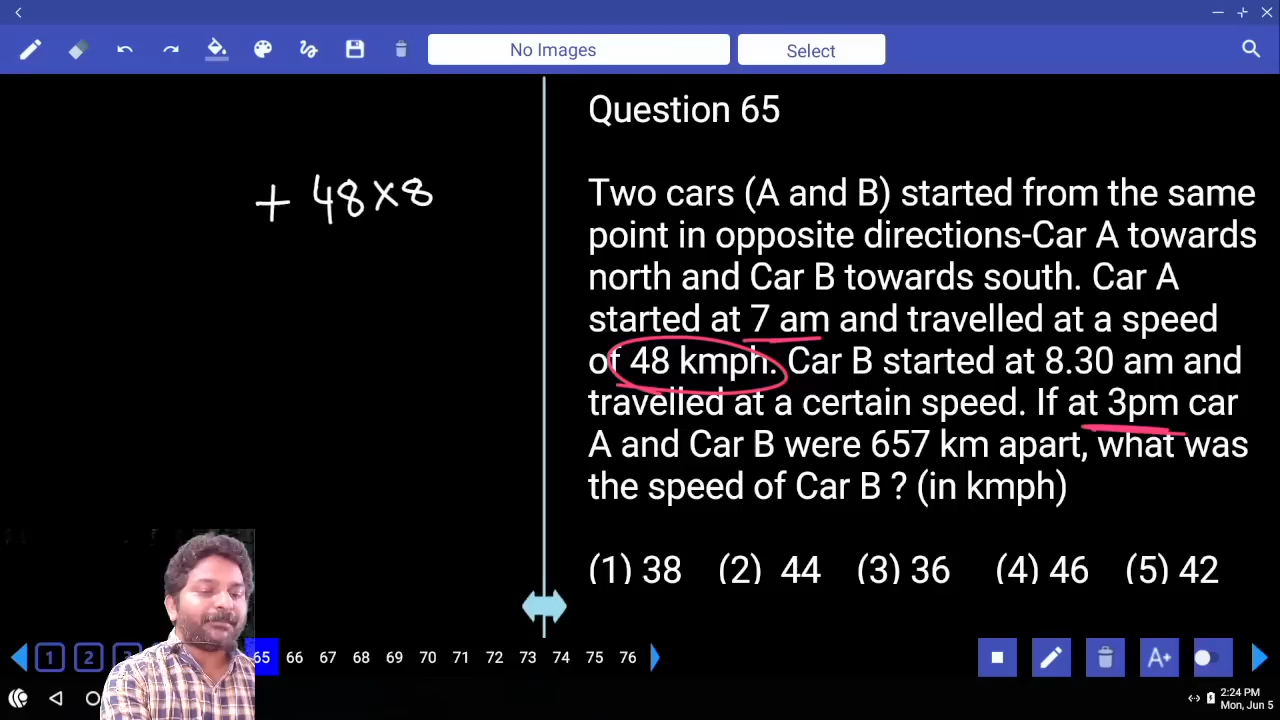 No Images
Select
Question 65
+ 48×8
Two cars (A and B) started from the same
point in opposite directions-Car A towards
north and Car B towards south. Car A
started at 7 am and travelled at a speed
of 48 kmph. Car B started at 8.30 am and
travelled at a certain speed. If at 3pm car
A and Car B were 657 km apart, what was
the speed of Car B ? (in kmph)
(1) 38 (2) 44 (3) 36 (4) 46 (5) 42
1 2 65 66 67 68 69 70 71 72 73 74 75 76
A+
2:24 PM
Mon, Jun 5